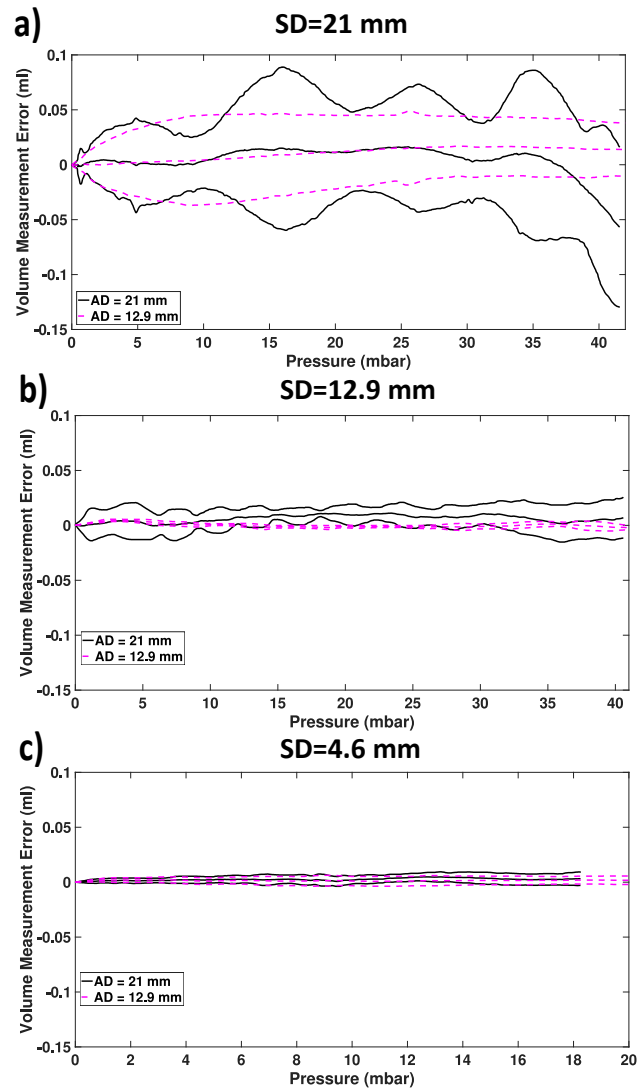 a)
SD=21 mm
0.1
0.05
0
-0.05
-0.1
-0.15
Volume Measurement Error (ml)
AD = 21 mm
AD = 12.9 mm
0 5 10 15 20 25 30 35 40
Pressure (mbar)
b)
SD=12.9 mm
0.1
0.05
0
-0.05
-0.1
-0.15
Volume Measurement Error (ml)
AD = 21 mm
AD = 12.9 mm
0 5 10 15 20 25 30 35 40
Pressure (mbar)
c)
SD=4.6 mm
0.1
0.05
0
-0.05
-0.1
-0.15
Volume Measurement Error (ml)
AD = 21 mm
AD = 12.9 mm
0 2 4 6 8 10 12 14 16 18 20
Pressure (mbar)